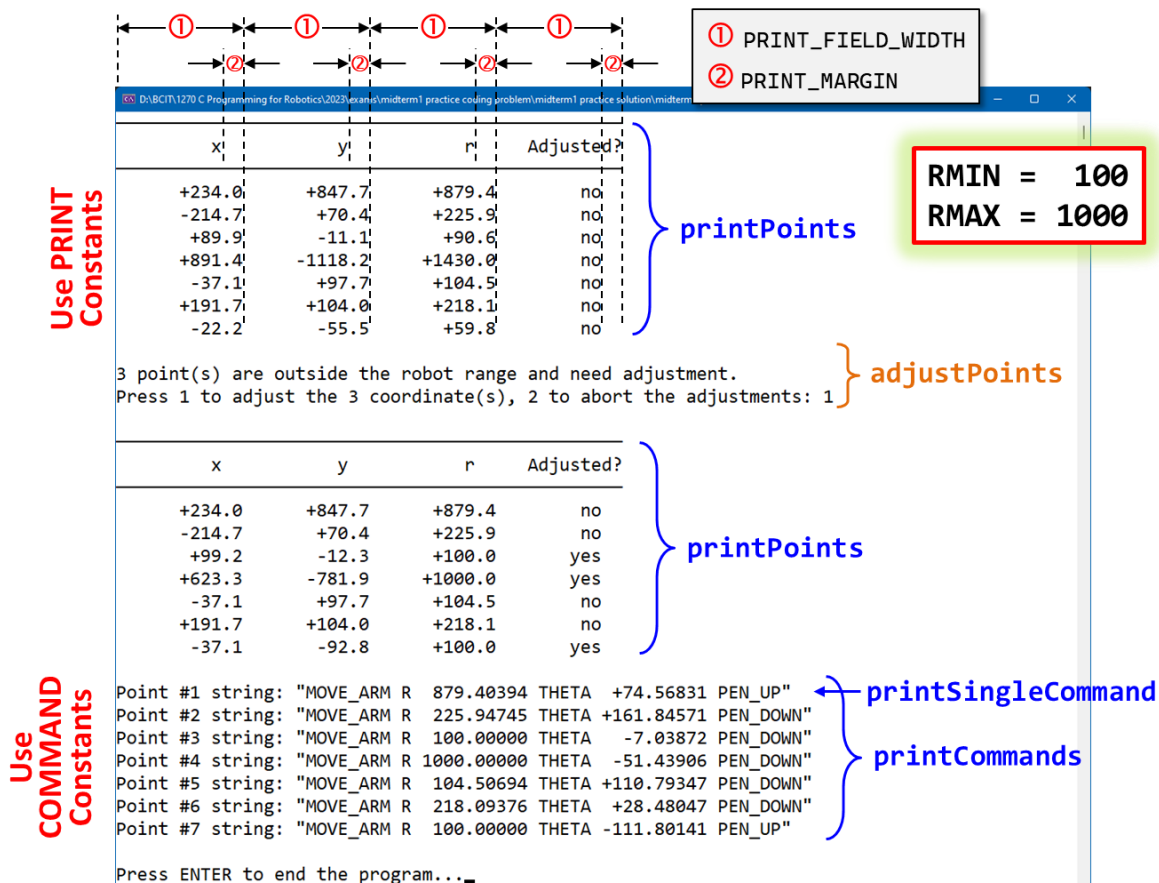 ① ① ① ①
② ② ② ②
① PRINT_FIELD_WIDTH
② PRINT_MARGIN
D:\BCIT\1270 C Programming for Robotics\2023\exams\midterm1 practice coding problem\midterm1 practice solution\midterm
x y r Adjusted?
+234.0 +847.7 +879.4 no
-214.7 +70.4 +225.9 no
+89.9 -11.1 +90.6 no
+891.4 -1118.2 +1430.0 no
-37.1 +97.7 +104.5 no
+191.7 +104.0 +218.1 no
-22.2 -55.5 +59.8 no
Use PRINT
Constants
printPoints
RMIN = 100
RMAX = 1000
3 point(s) are outside the robot range and need adjustment.
Press 1 to adjust the 3 coordinate(s), 2 to abort the adjustments: 1
adjustPoints
x y r Adjusted?
+234.0 +847.7 +879.4 no
-214.7 +70.4 +225.9 no
+99.2 -12.3 +100.0 yes
+623.3 -781.9 +1000.0 yes
-37.1 +97.7 +104.5 no
+191.7 +104.0 +218.1 no
-37.1 -92.8 +100.0 yes
printPoints
Use
COMMAND
Constants
Point #1 string: "MOVE_ARM R  879.40394 THETA  +74.56831 PEN_UP"
Point #2 string: "MOVE_ARM R  225.94745 THETA +161.84571 PEN_DOWN"
Point #3 string: "MOVE_ARM R  100.00000 THETA   -7.03872 PEN_DOWN"
Point #4 string: "MOVE_ARM R 1000.00000 THETA  -51.43906 PEN_DOWN"
Point #5 string: "MOVE_ARM R  104.50694 THETA +110.79347 PEN_DOWN"
Point #6 string: "MOVE_ARM R  218.09376 THETA  +28.48047 PEN_DOWN"
Point #7 string: "MOVE_ARM R  100.00000 THETA -111.80141 PEN_UP"
printSingleCommand
printCommands
Press ENTER to end the program...